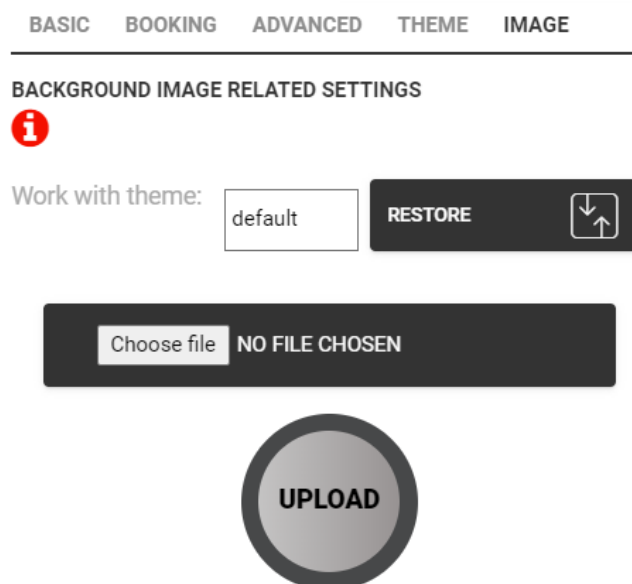 BASIC BOOKING ADVANCED THEME IMAGE
BACKGROUND IMAGE RELATED SETTINGS
Work with theme: default RESTORE
Choose file NO FILE CHOSEN
UPLOAD